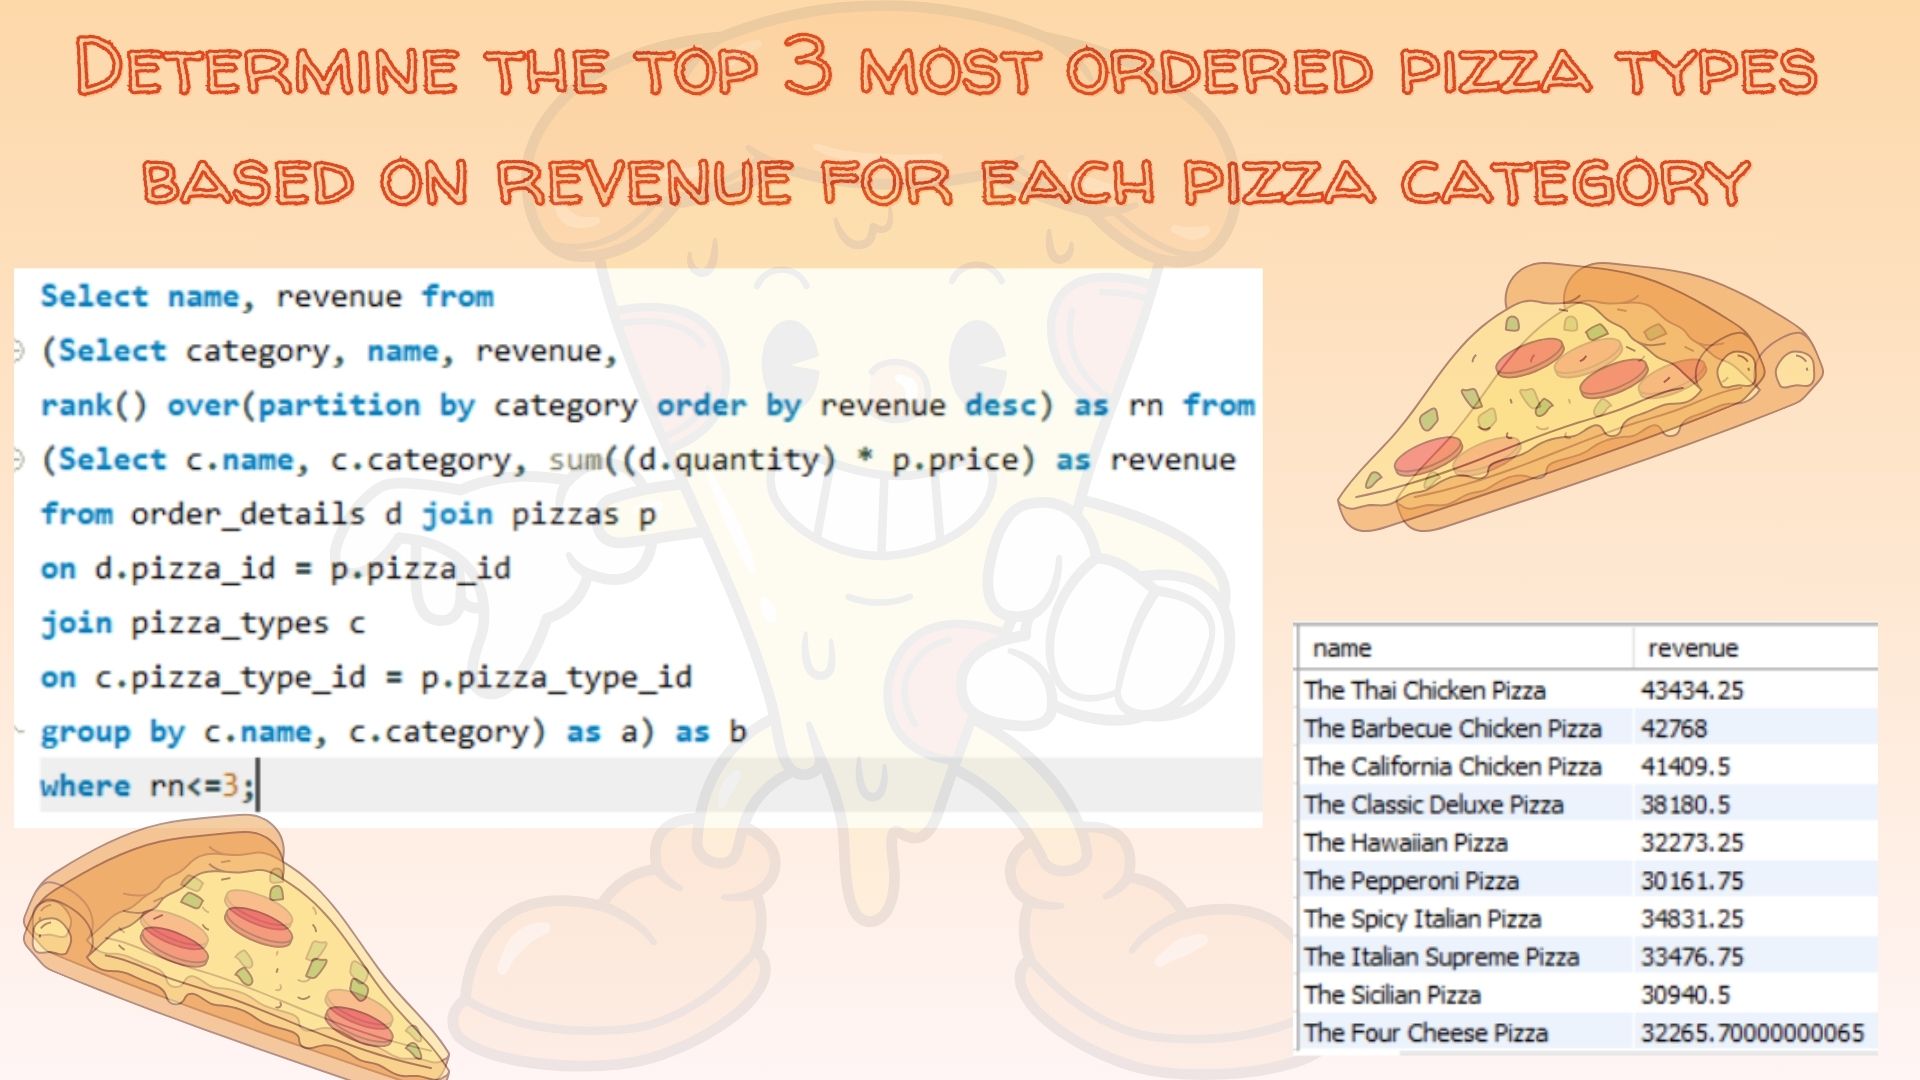 Determine the top 3 most ordered pizza types
based on revenue for each pizza category
Select name, revenue from
(Select category, name, revenue,
rank() over(partition by category order by revenue desc) as rn from
(Select c.name, c.category, sum((d.quantity) * p.price) as revenue
from order_details d join pizzas p
on d.pizza_id = p.pizza_id
join pizza_types c
on c.pizza_type_id = p.pizza_type_id
group by c.name, c.category) as a) as b
where rn<=3;
name revenue
The Thai Chicken Pizza 43434.25
The Barbecue Chicken Pizza 42768
The California Chicken Pizza 41409.5
The Classic Deluxe Pizza 38180.5
The Hawaiian Pizza 32273.25
The Pepperoni Pizza 30161.75
The Spicy Italian Pizza 34831.25
The Italian Supreme Pizza 33476.75
The Sicilian Pizza 30940.5
The Four Cheese Pizza 32265.70000000065